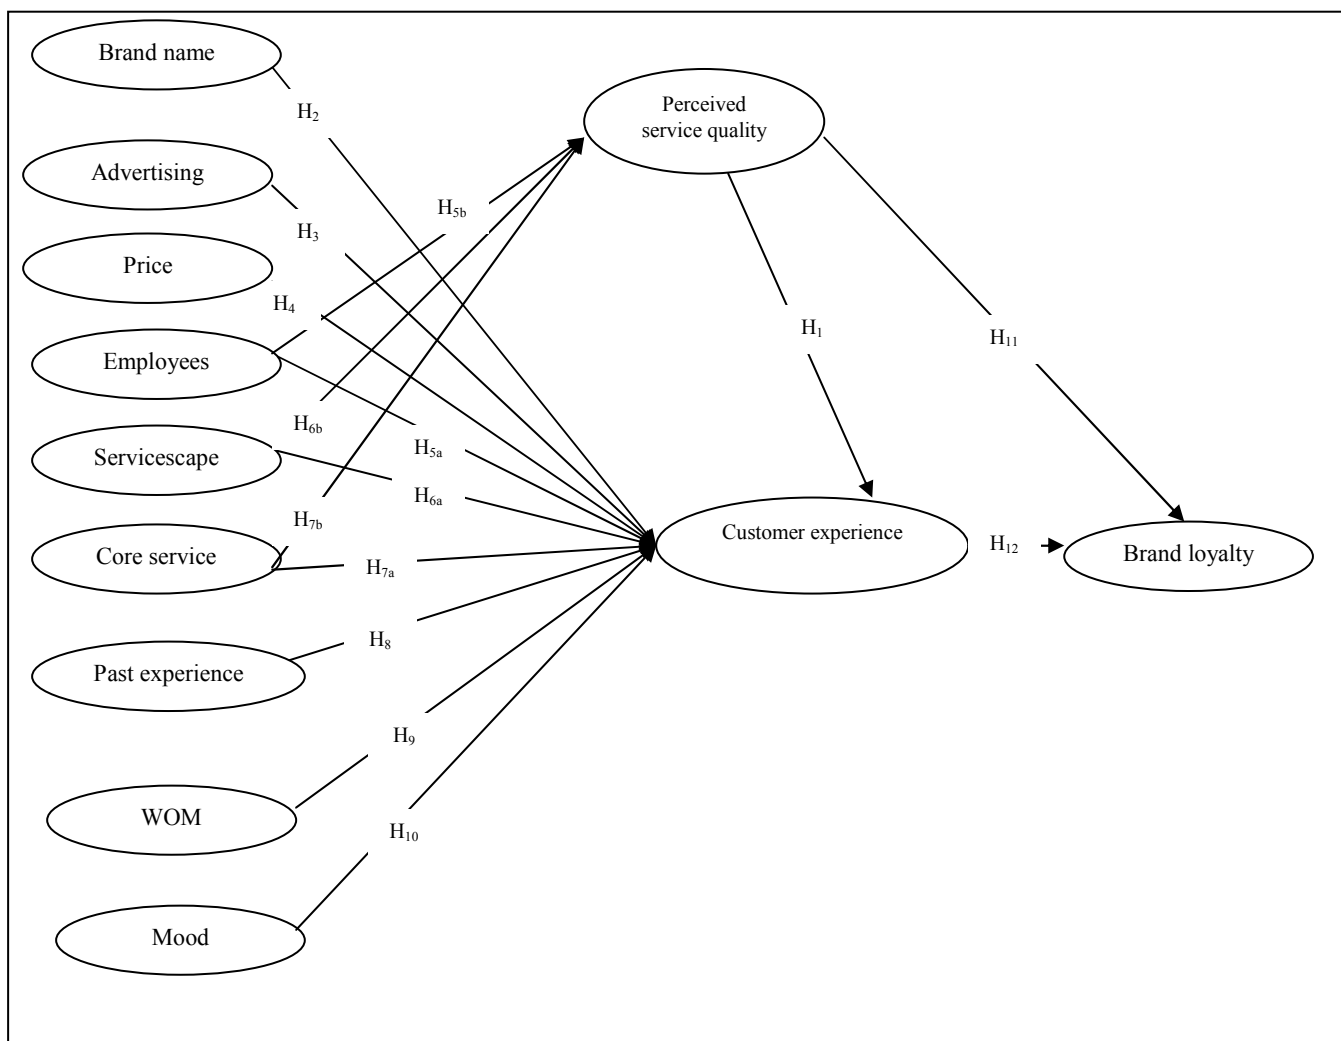 Brand name
H2
Perceived
service quality
Advertising
H5b
H3
Price
H4
H1
H11
Employees
H6b
H5a
Servicescape
H6a
H7b
Customer experience
H12
Brand loyalty
Core service
H7a
H8
Past experience
H9
WOM
H10
Mood